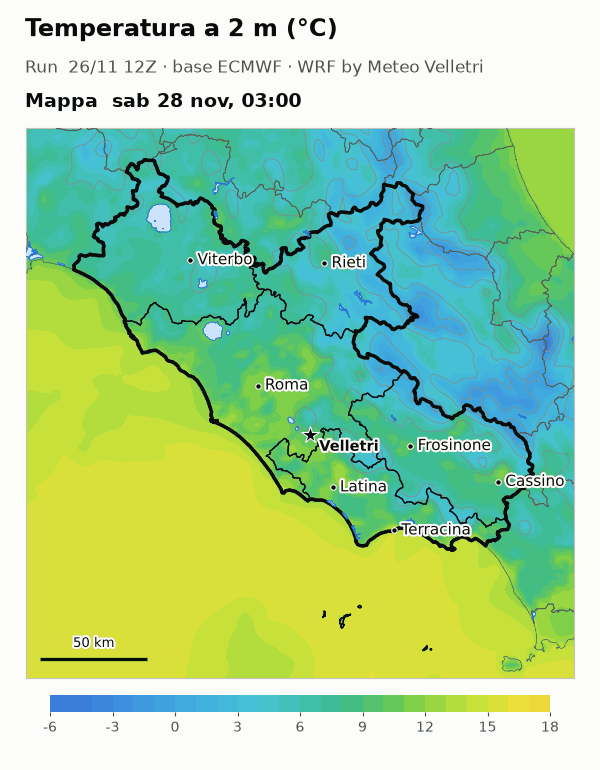 Temperatura a 2 m (°C)
Run  26/11 12Z · base ECMWF · WRF by Meteo Velletri
Mappa  sab 28 nov, 03:00
Viterbo
Rieti
Roma
Velletri
Frosinone
Latina
Cassino
Terracina
50 km
-6 -3 0 3 6 9 12 15 18